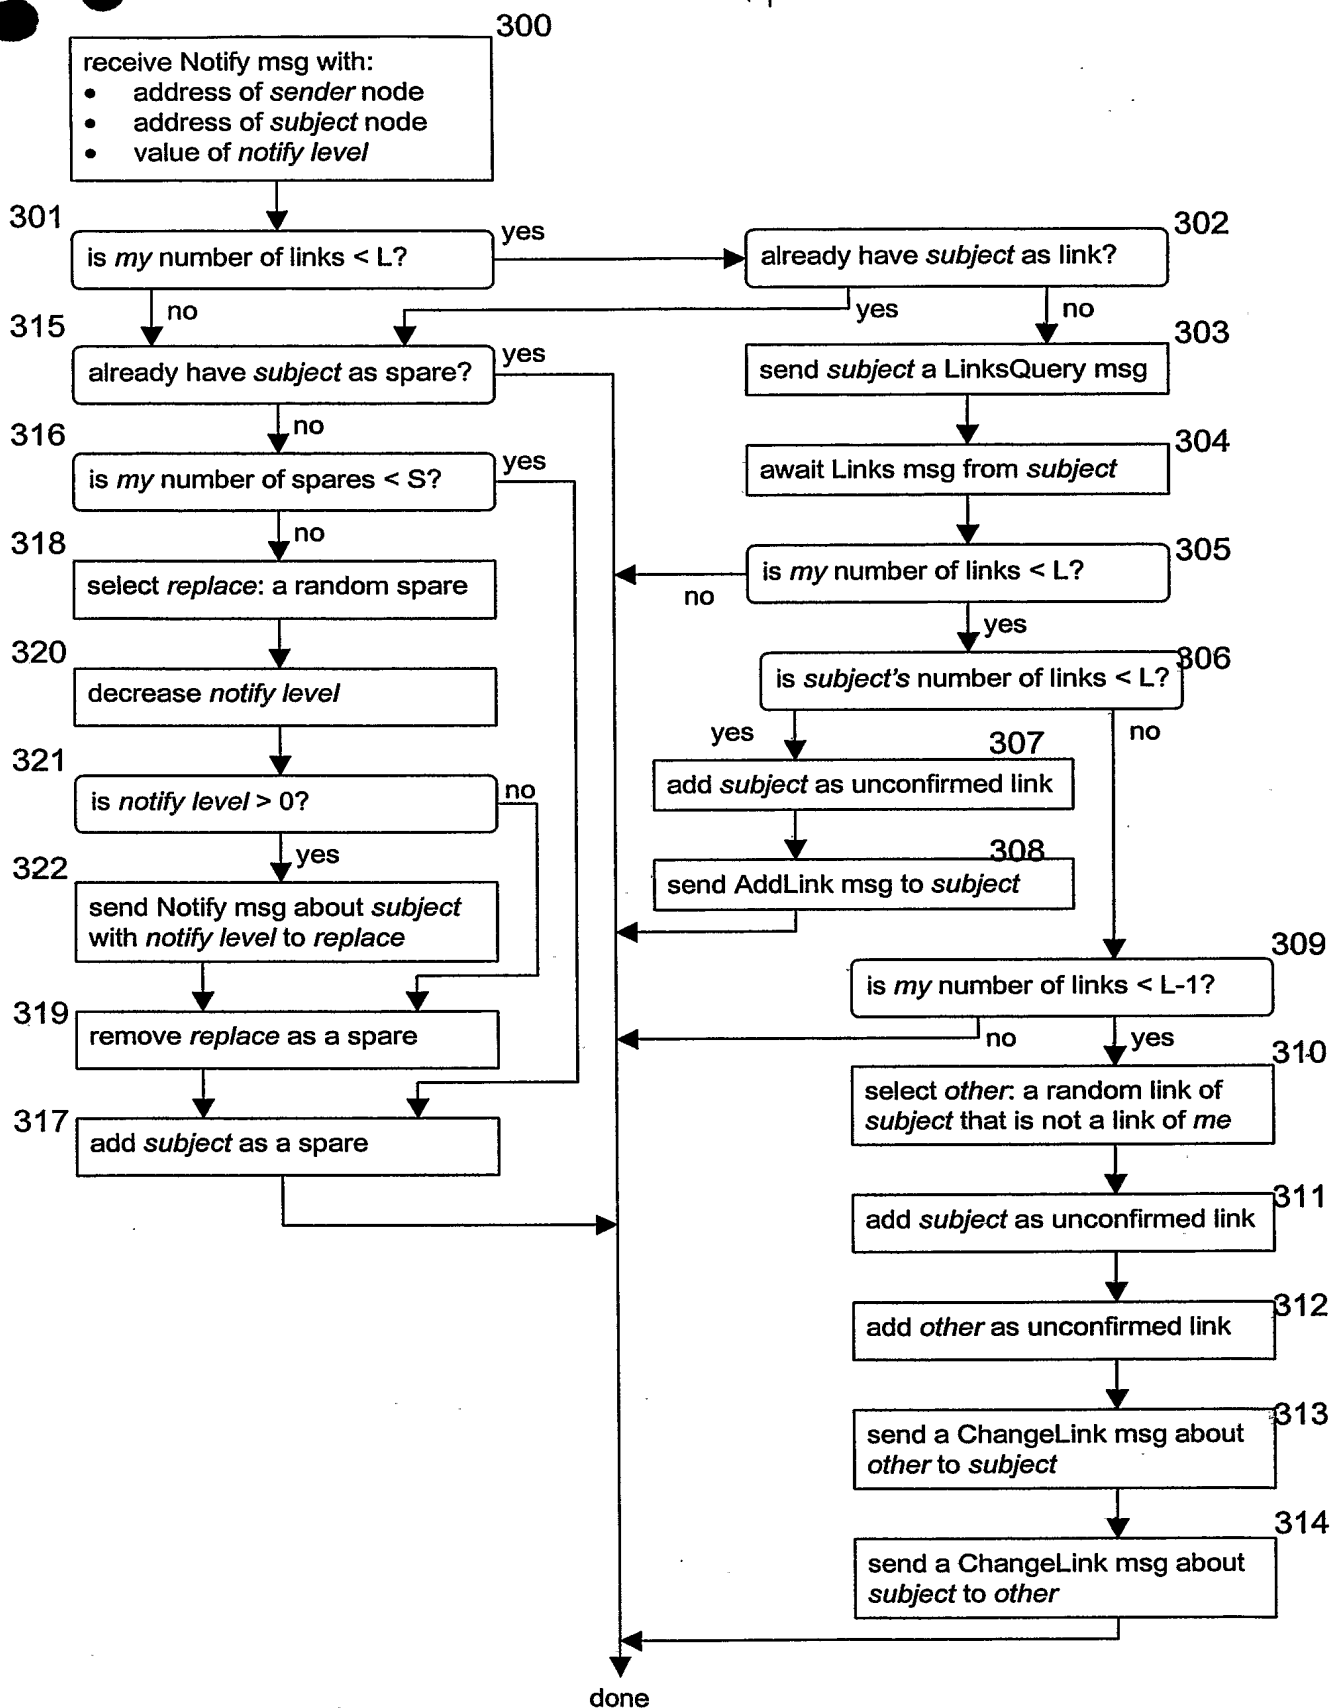 300
receive Notify msg with:
• address of sender node
• address of subject node
• value of notify level
301
is my number of links < L?
yes
no
302
already have subject as link?
yes
no
315
already have subject as spare?
yes
no
303
send subject a LinksQuery msg
316
is my number of spares < S?
yes
no
304
await Links msg from subject
318
select replace: a random spare
305
is my number of links < L?
no
yes
320
decrease notify level
306
is subject's number of links < L?
yes
no
321
is notify level > 0?
no
yes
307
add subject as unconfirmed link
322
send Notify msg about subject
with notify level to replace
308
send AddLink msg to subject
319
remove replace as a spare
309
is my number of links < L-1?
no
yes
317
add subject as a spare
310
select other: a random link of
subject that is not a link of me
311
add subject as unconfirmed link
312
add other as unconfirmed link
313
send a ChangeLink msg about
other to subject
314
send a ChangeLink msg about
subject to other
done